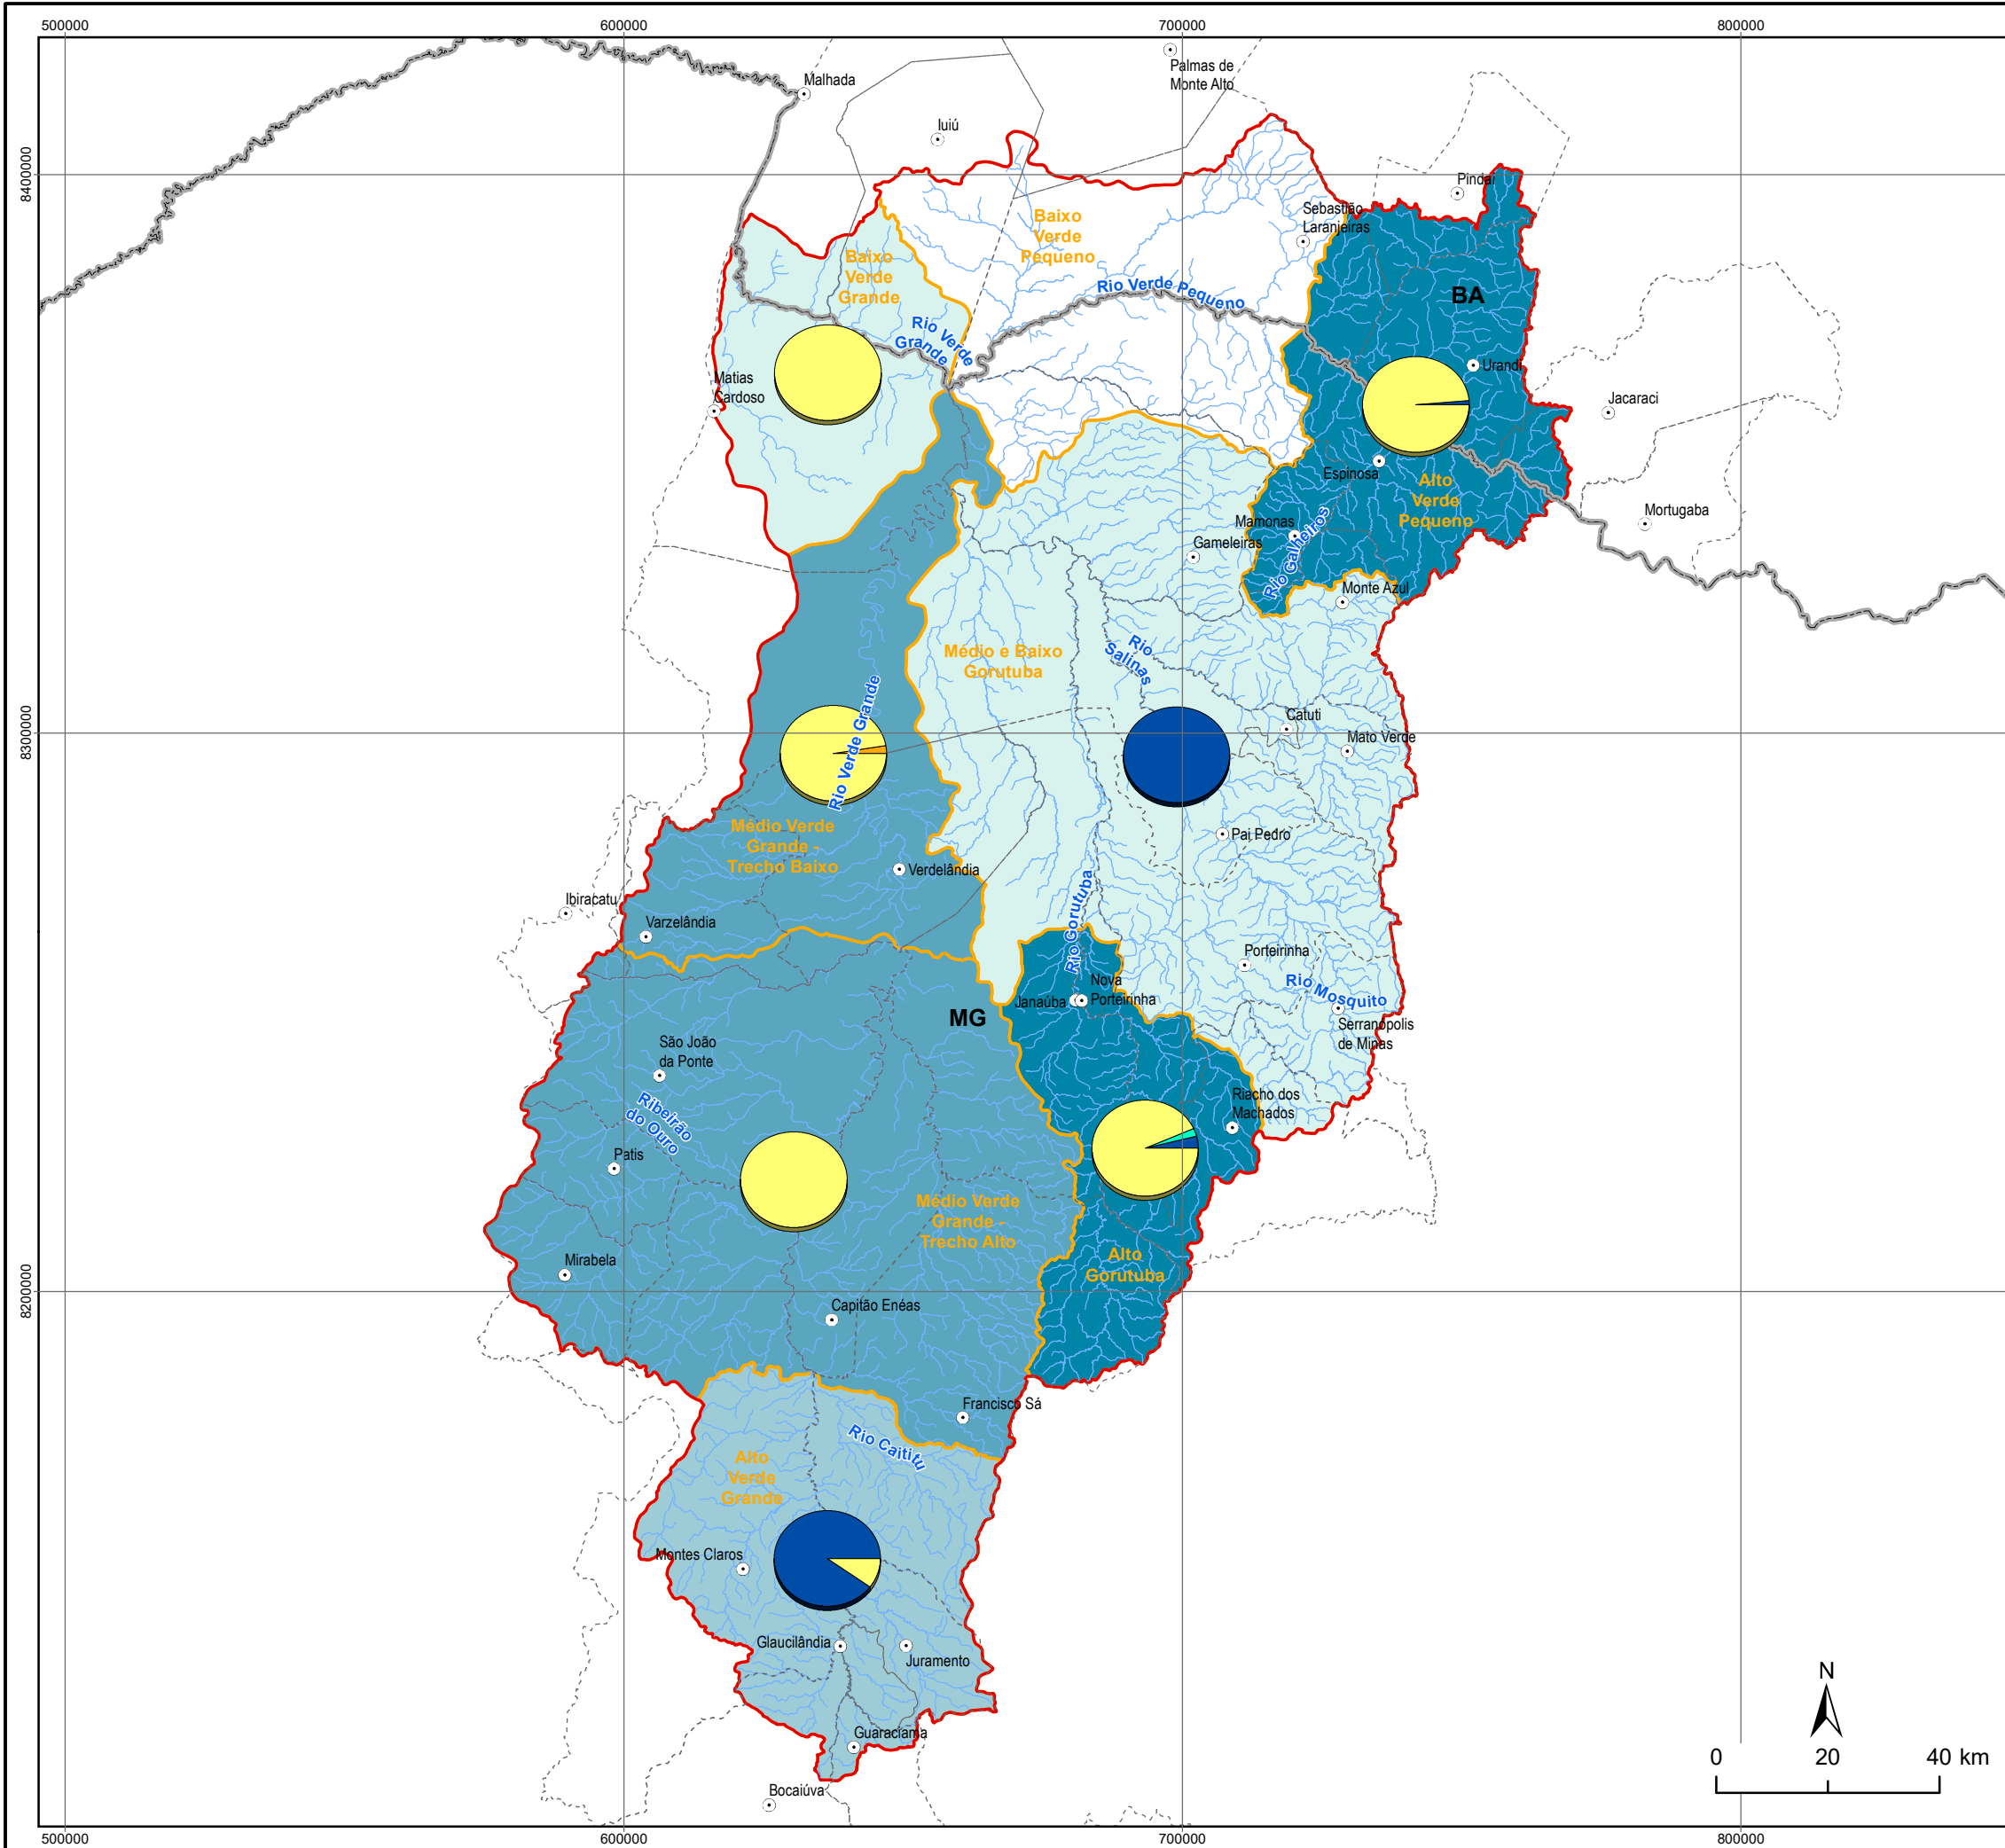 500000
600000
700000
800000
Malhada
Palmas de
Monte Alto
Iuiú
8400000
Pindaí
Sebastião
Laranjeiras
Baixo
Verde
Pequeno
Baixo
Verde
Grande
Rio Verde Pequeno
BA
Rio Verde
Grande
Urandi
Matias
Cardoso
Jacaraci
Espinosa
Alto
Verde
Pequeno
Mortugaba
Mamonas
Gameleiras
Rio Galheiros
Monte Azul
Médio e Baixo
Gorutuba
Rio
Salinas
8300000
Rio Verde Grande
Catuti
Mato Verde
Médio Verde
Grande -
Trecho Baixo
Pai Pedro
Verdelândia
Ibiracatu
Varzelândia
Rio Gorutuba
Porteirinha
Rio Mosquito
Nova
Porteirinha
Janaúba
MG
Serranópolis
de Minas
São João
da Ponte
Ribeirão
do Ouro
Riacho dos
Machados
Patis
Médio Verde
Grande -
Trecho Alto
Alto
Gorutuba
Mirabela
8200000
Capitão Enéas
Francisco Sá
Rio Caititu
Alto
Verde
Grande
Montes Claros
Glaucilândia
Juramento
Guaraciama
Bocaiúva
N
0 20 40 km
500000
600000
700000
800000